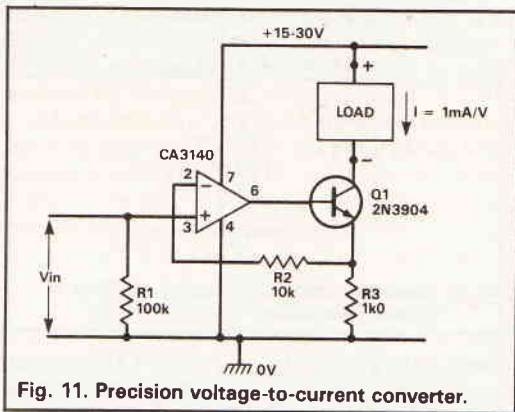 +15-30V
+
LOAD
I = 1mA/V
–
CA3140
2
7
6
3
4
Q1
2N3904
Vin
R1
100k
R2
10k
R3
1k0
0V
Fig. 11. Precision voltage-to-current converter.